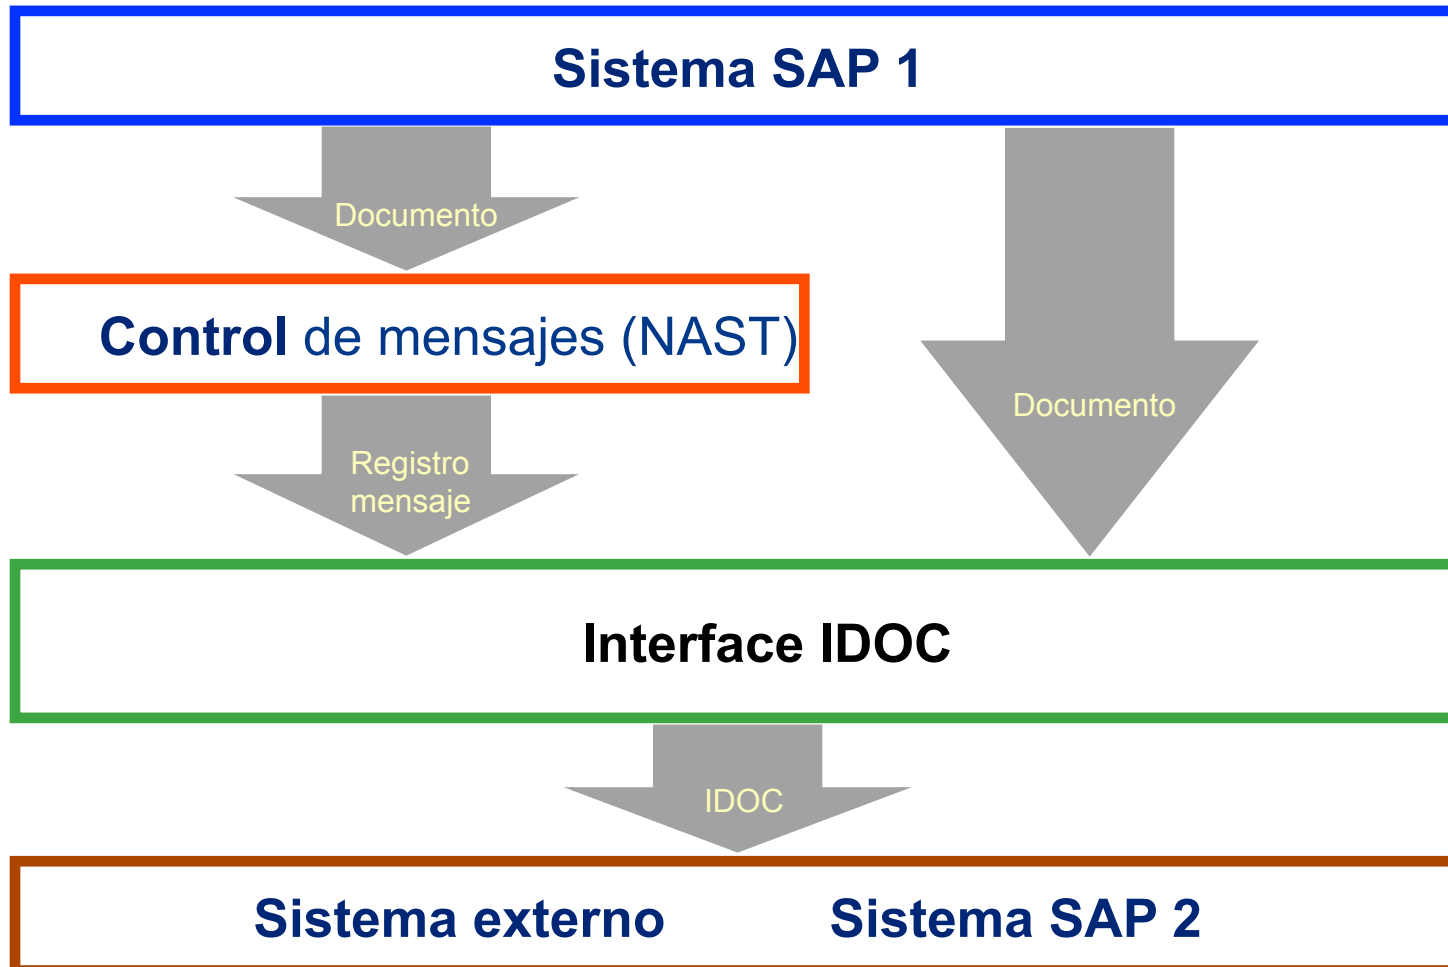 Sistema SAP 1
Documento
Control de mensajes (NAST)
Documento
Registro
mensaje
Interface IDOC
IDOC
Sistema externo Sistema SAP 2